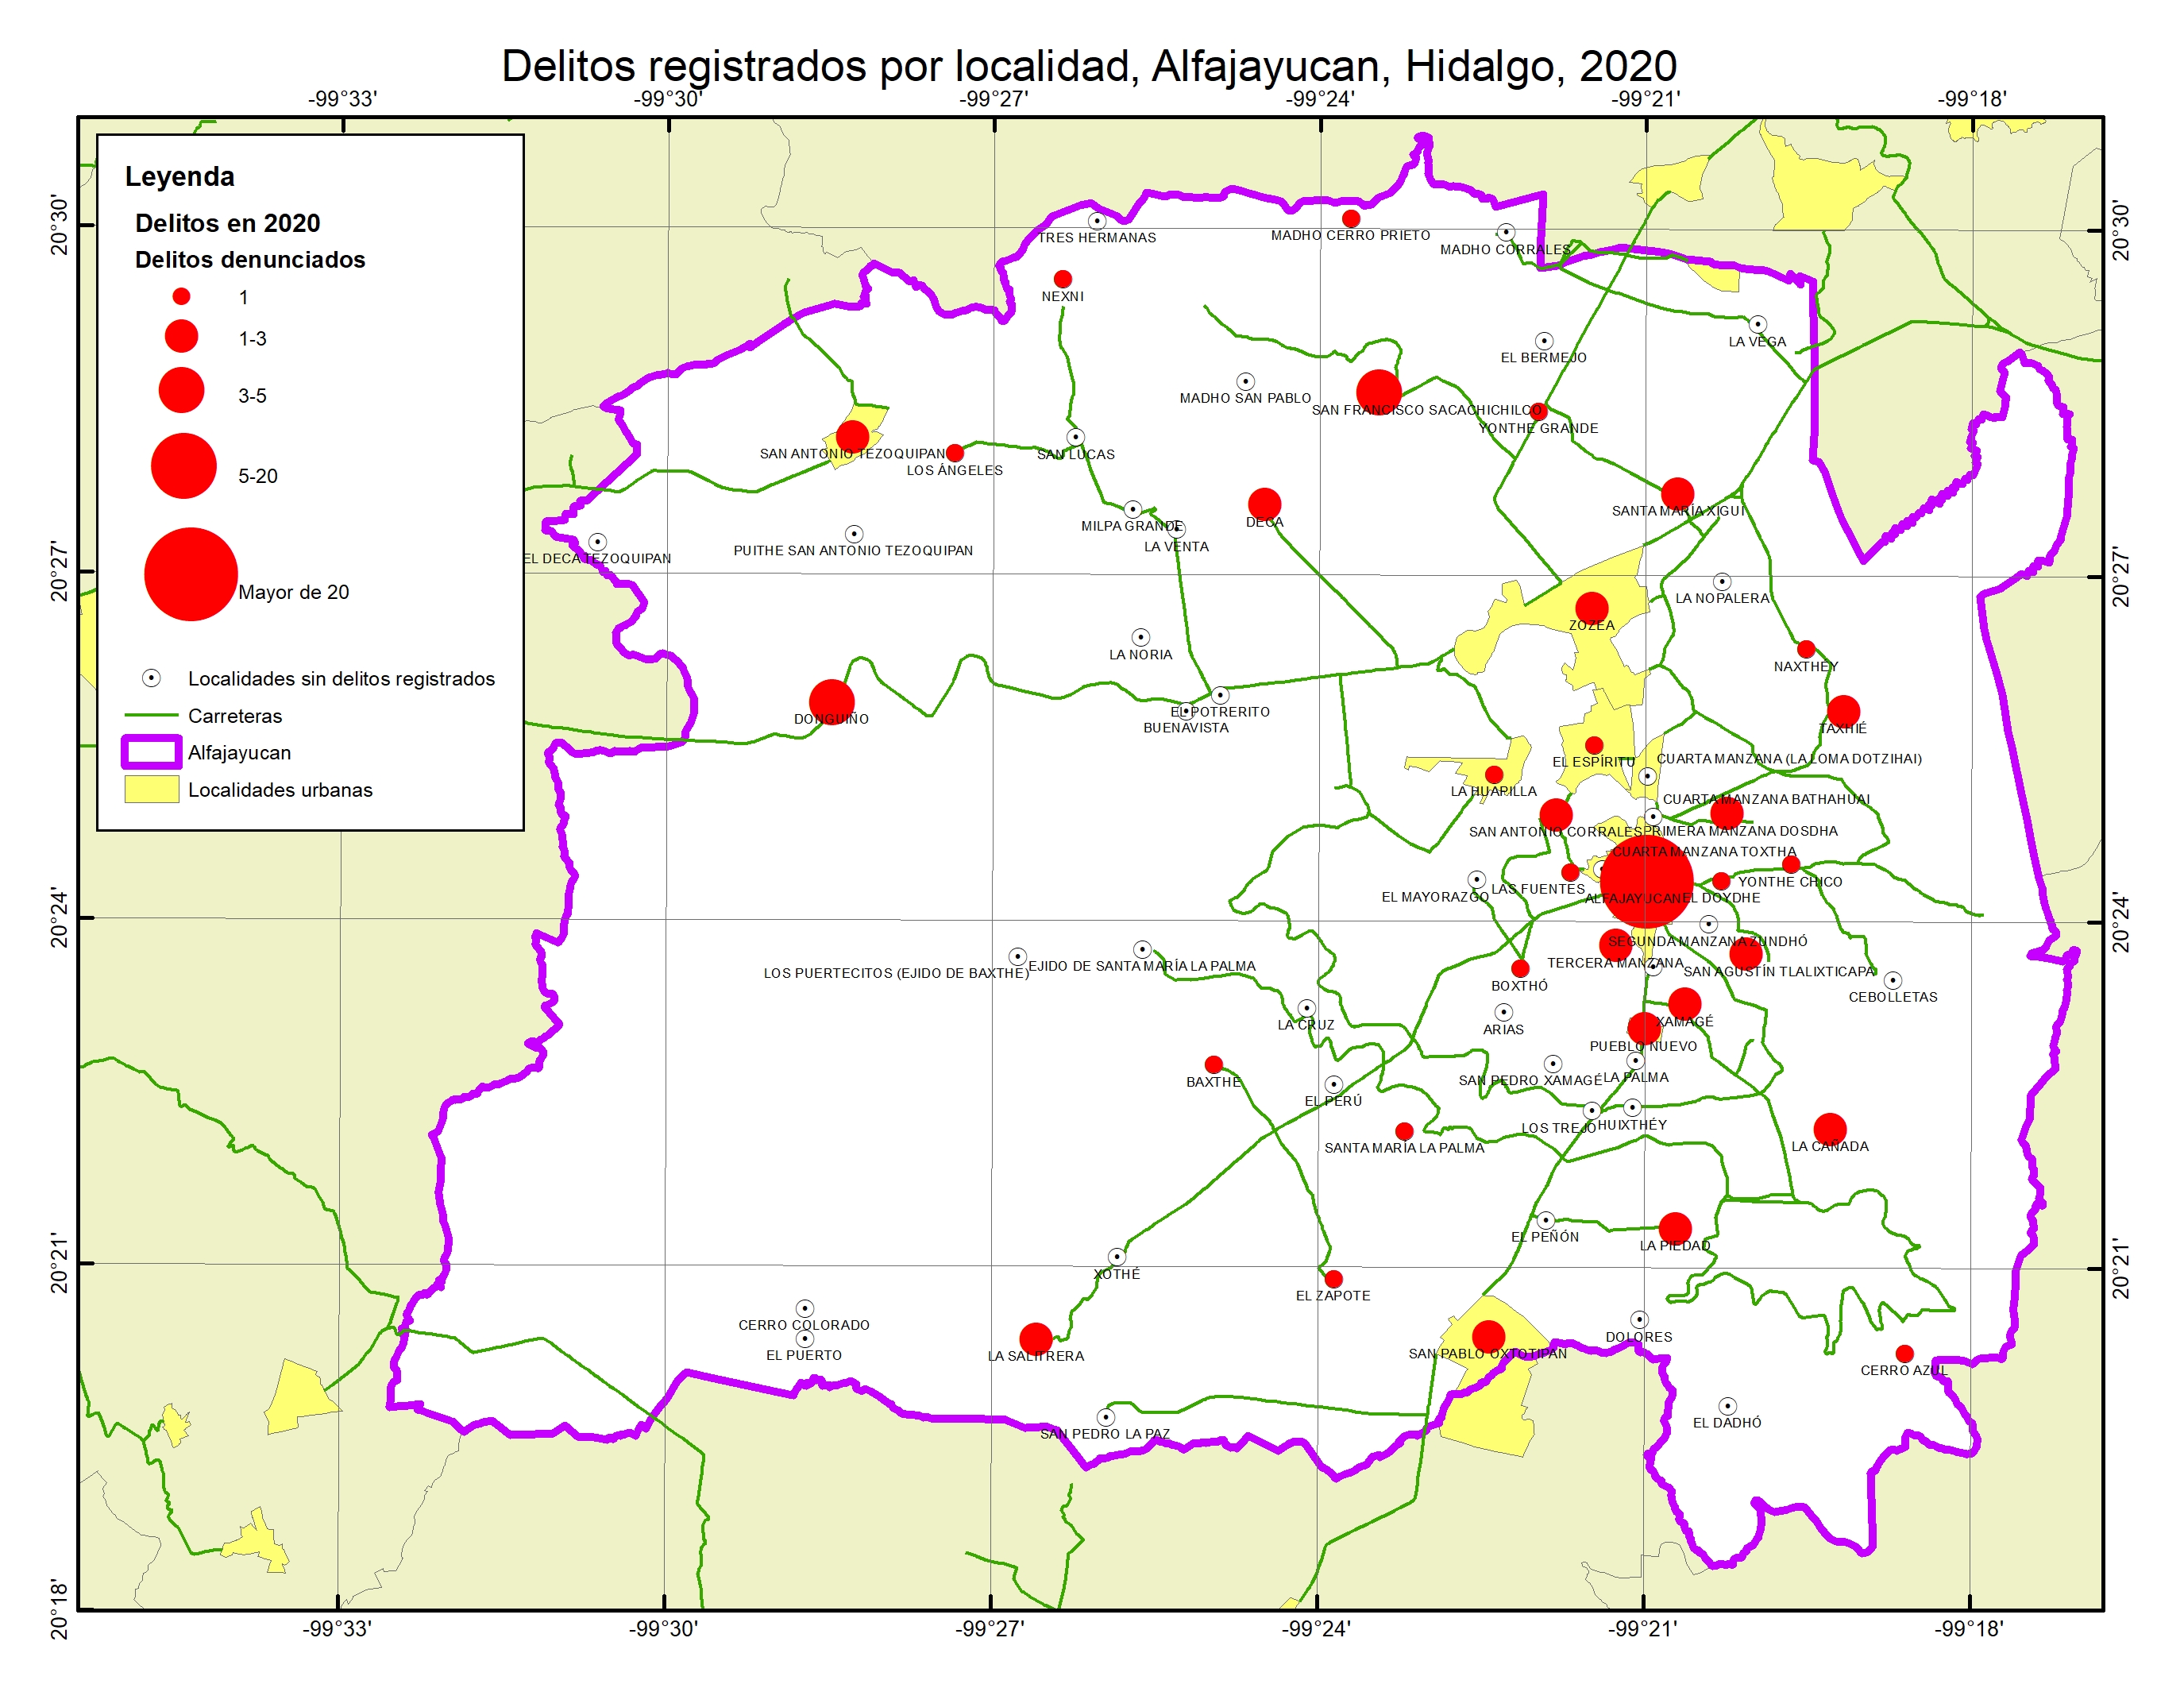 Delitos registrados por localidad, Alfajayucan, Hidalgo, 2020
-99°33' -99°30' -99°27' -99°24' -99°21' -99°18'
20°30'
20°27'
20°24'
20°21'
20°18'
Leyenda
Delitos en 2020
Delitos denunciados
1
1-3
3-5
5-20
Mayor de 20
Localidades sin delitos registrados
Carreteras
Alfajayucan
Localidades urbanas
TRES HERMANAS
MADHO CERRO PRIETO
MADHO CORRALES
NEXNI
LA VEGA
EL BERMEJO
MADHO SAN PABLO
SAN FRANCISCO SACACHICHILCO
YONTHE GRANDE
SAN ANTONIO TEZOQUIPAN
LOS ÁNGELES
SAN LUCAS
SANTA MARÍA XIGUI
MILPA GRANDE
DECA
LA VENTA
PUITHE SAN ANTONIO TEZOQUIPAN
EL DECA TEZOQUIPAN
LA NOPALERA
ZOZEA
LA NORIA
NAXTHEY
EL POTRERITO
DONGUIÑO
BUENAVISTA
TAXHIÉ
EL ESPÍRITU
CUARTA MANZANA (LA LOMA DOTZIHAI)
LA HUAPILLA
CUARTA MANZANA BATHAHUAI
SAN ANTONIO CORRALES
PRIMERA MANZANA DOSDHA
CUARTA MANZANA TOXTHA
YONTHE CHICO
LAS FUENTES
EL MAYORAZGO
ALFAJAYUCAN
EL DOYDHE
SEGUNDA MANZANA ZUNDHÓ
TERCERA MANZANA
SAN AGUSTÍN TLALIXTICAPA
EJIDO DE SANTA MARÍA LA PALMA
LOS PUERTECITOS (EJIDO DE BAXTHE)
BOXTHÓ
CEBOLLETAS
LA CRUZ
ARIAS
XAMAGÉ
PUEBLO NUEVO
BAXTHE
SAN PEDRO XAMAGÉ
LA PALMA
EL PERÚ
LOS TREJO
HUIXTHÉY
SANTA MARÍA LA PALMA
LA CAÑADA
EL PEÑÓN
LA PIEDAD
XOTHÉ
EL ZAPOTE
CERRO COLORADO
DOLORES
EL PUERTO
LA SALITRERA
SAN PABLO OXTOTIPAN
CERRO AZUL
EL DADHÓ
SAN PEDRO LA PAZ
20°30'
20°27'
20°24'
20°21'
-99°33' -99°30' -99°27' -99°24' -99°21' -99°18'